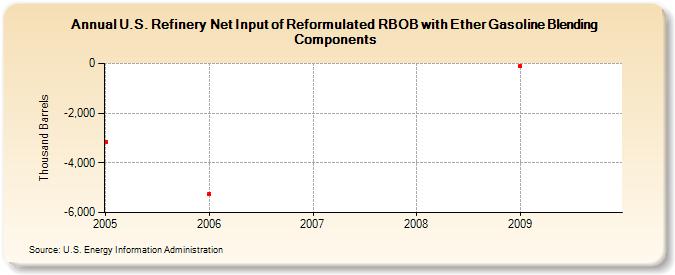 Annual U.S. Refinery Net Input of Reformulated RBOB with Ether Gasoline Blending
Components
Thousand Barrels
0
-2,000
-4,000
-6,000
2005 2006 2007 2008 2009
Source: U.S. Energy Information Administration